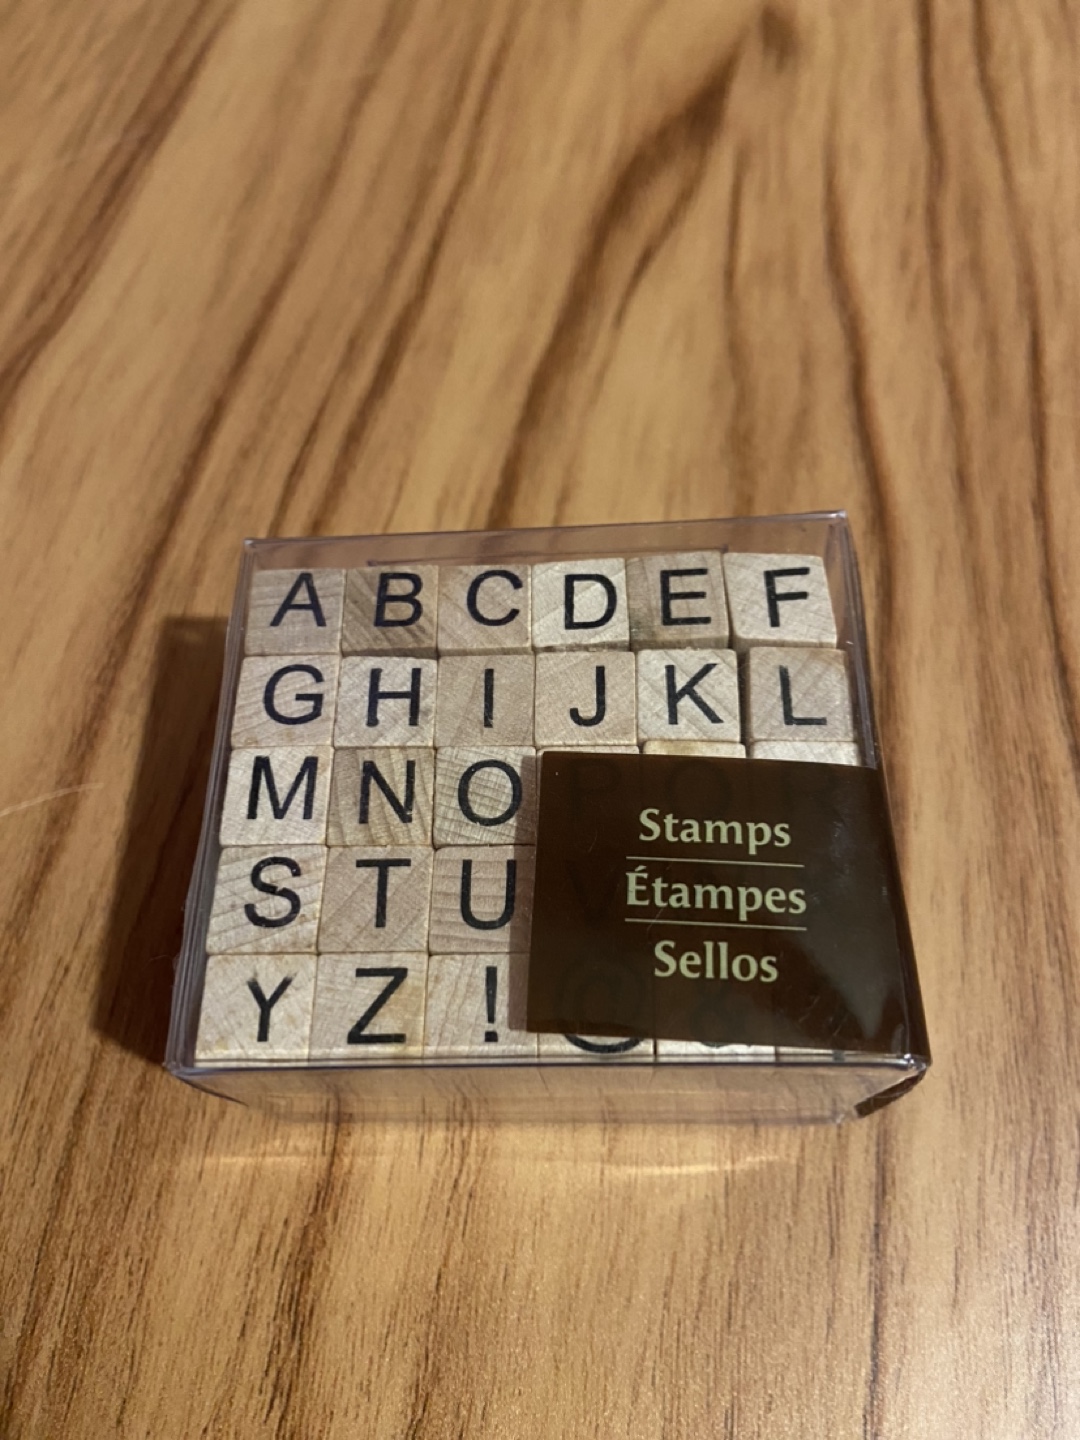 A B C D E F
G H I J K L
M N O
S T U
Y Z !
Stamps
Étampes
Sellos